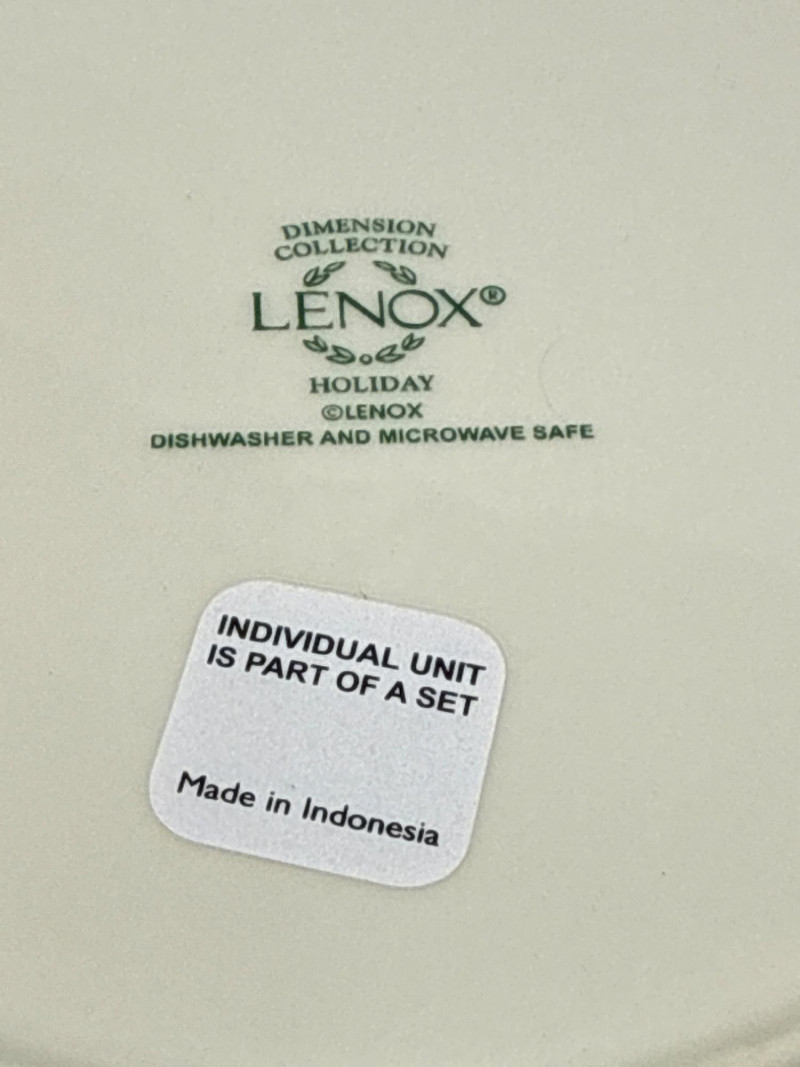 DIMENSION
COLLECTION
LENOX®
HOLIDAY
©LENOX
DISHWASHER AND MICROWAVE SAFE
INDIVIDUAL UNIT
IS PART OF A SET
Made in Indonesia